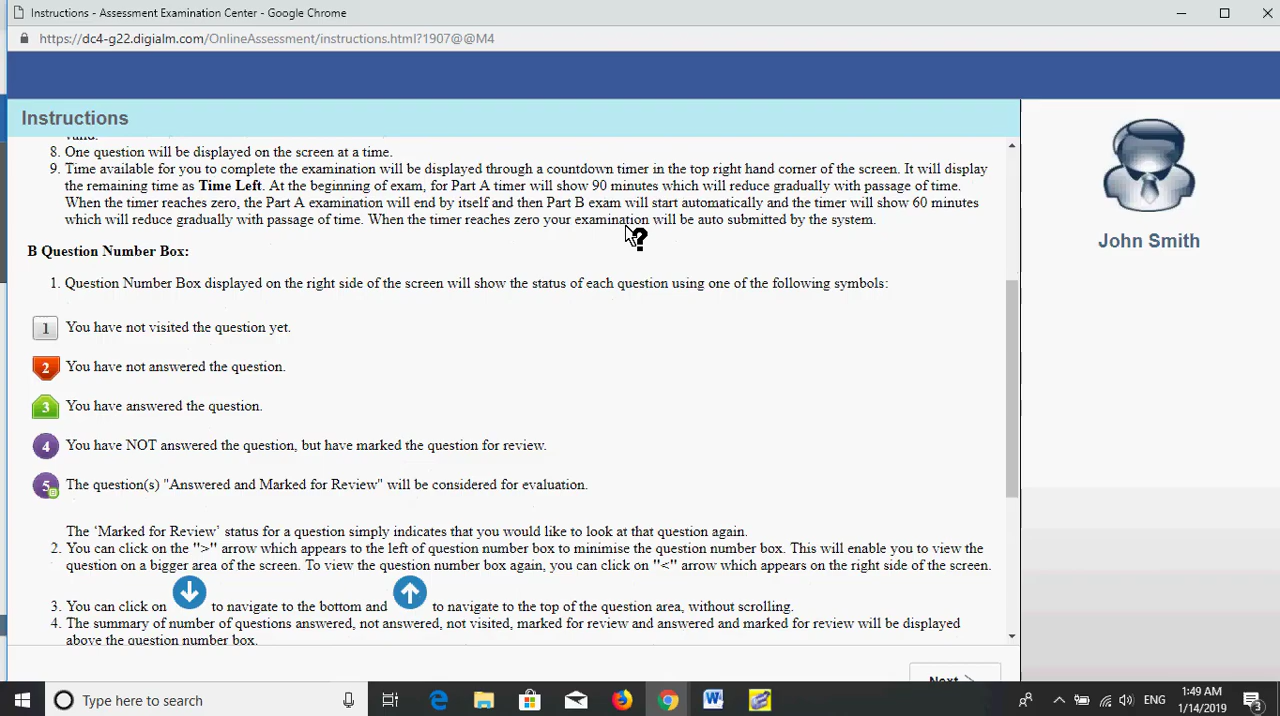 Instructions - Assessment Examination Center - Google Chrome
https://dc4-g22.digialm.com/OnlineAssessment/instructions.html?1907@@M4
Instructions
8. One question will be displayed on the screen at a time.
9. Time available for you to complete the examination will be displayed through a countdown timer in the top right hand corner of the screen. It will display
the remaining time as Time Left. At the beginning of exam, for Part A timer will show 90 minutes which will reduce gradually with passage of time.
When the timer reaches zero, the Part A examination will end by itself and then Part B exam will start automatically and the timer will show 60 minutes
which will reduce gradually with passage of time. When the timer reaches zero your examination will be auto submitted by the system.
B Question Number Box:
1. Question Number Box displayed on the right side of the screen will show the status of each question using one of the following symbols:
1 You have not visited the question yet.
2 You have not answered the question.
3 You have answered the question.
4 You have NOT answered the question, but have marked the question for review.
5 The question(s) "Answered and Marked for Review" will be considered for evaluation.
The ‘Marked for Review’ status for a question simply indicates that you would like to look at that question again.
2. You can click on the ">" arrow which appears to the left of question number box to minimise the question number box. This will enable you to view the
question on a bigger area of the screen. To view the question number box again, you can click on "<" arrow which appears on the right side of the screen.
3. You can click on ↓ to navigate to the bottom and ↑ to navigate to the top of the question area, without scrolling.
4. The summary of number of questions answered, not answered, not visited, marked for review and answered and marked for review will be displayed
above the question number box.
Next >
John Smith
Type here to search
ENG
1:49 AM
1/14/2019
3